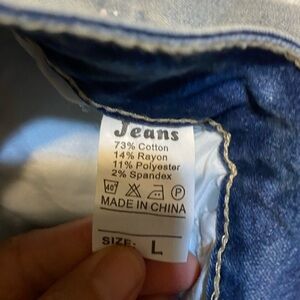 Jeans
73% Cotton
14% Rayon
11% Polyester
2% Spandex
40° P
MADE IN CHINA
SIZE: L